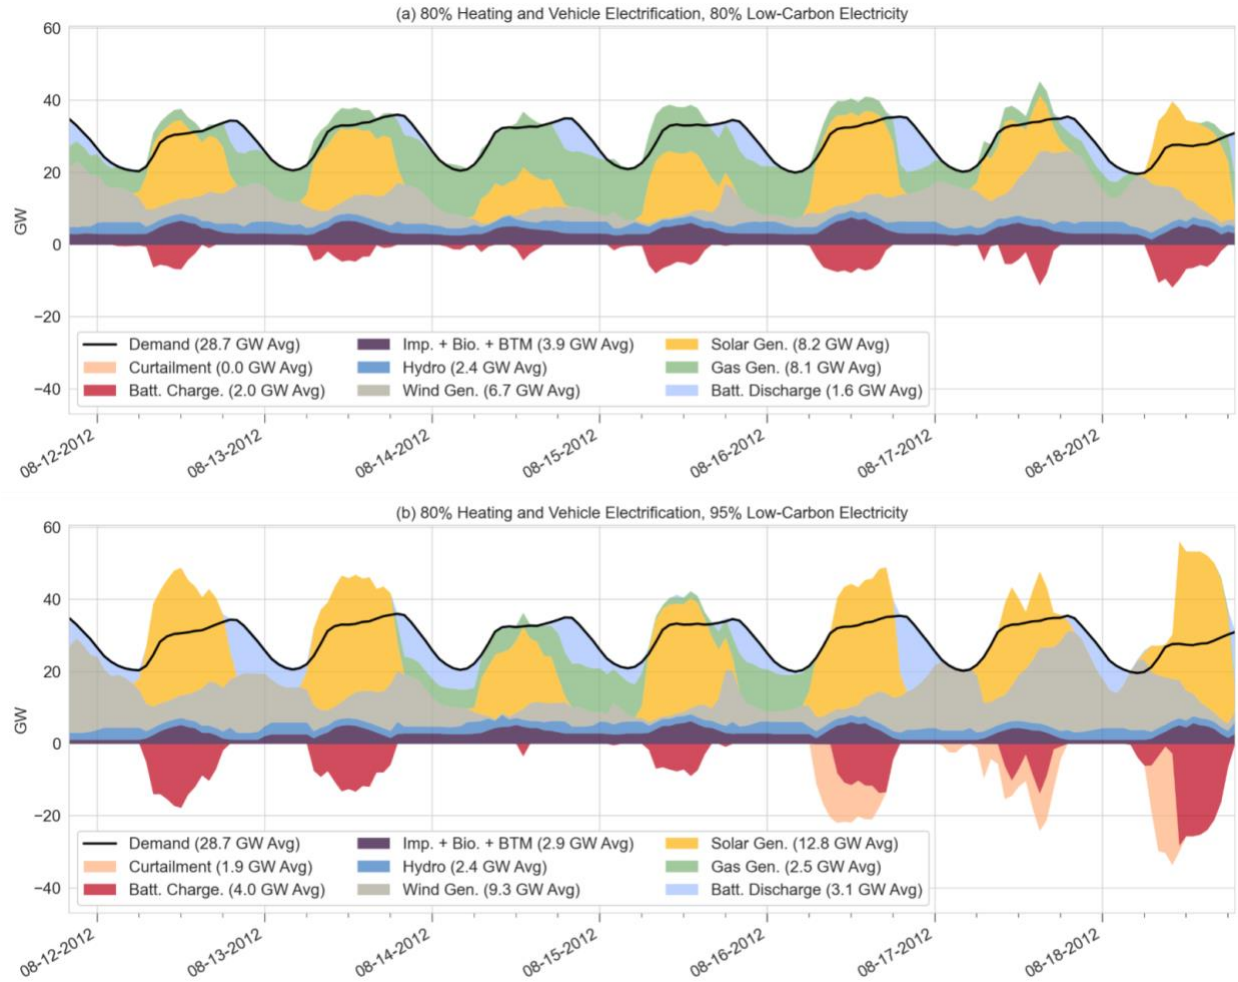 (a) 80% Heating and Vehicle Electrification, 80% Low-Carbon Electricity
60
40
20
0
−20
−40
GW
Demand (28.7 GW Avg)
Curtailment (0.0 GW Avg)
Batt. Charge. (2.0 GW Avg)
Imp. + Bio. + BTM (3.9 GW Avg)
Hydro (2.4 GW Avg)
Wind Gen. (6.7 GW Avg)
Solar Gen. (8.2 GW Avg)
Gas Gen. (8.1 GW Avg)
Batt. Discharge (1.6 GW Avg)
08-12-2012
08-13-2012
08-14-2012
08-15-2012
08-16-2012
08-17-2012
08-18-2012
(b) 80% Heating and Vehicle Electrification, 95% Low-Carbon Electricity
60
40
20
0
−20
−40
GW
Demand (28.7 GW Avg)
Curtailment (1.9 GW Avg)
Batt. Charge. (4.0 GW Avg)
Imp. + Bio. + BTM (2.9 GW Avg)
Hydro (2.4 GW Avg)
Wind Gen. (9.3 GW Avg)
Solar Gen. (12.8 GW Avg)
Gas Gen. (2.5 GW Avg)
Batt. Discharge (3.1 GW Avg)
08-12-2012
08-13-2012
08-14-2012
08-15-2012
08-16-2012
08-17-2012
08-18-2012